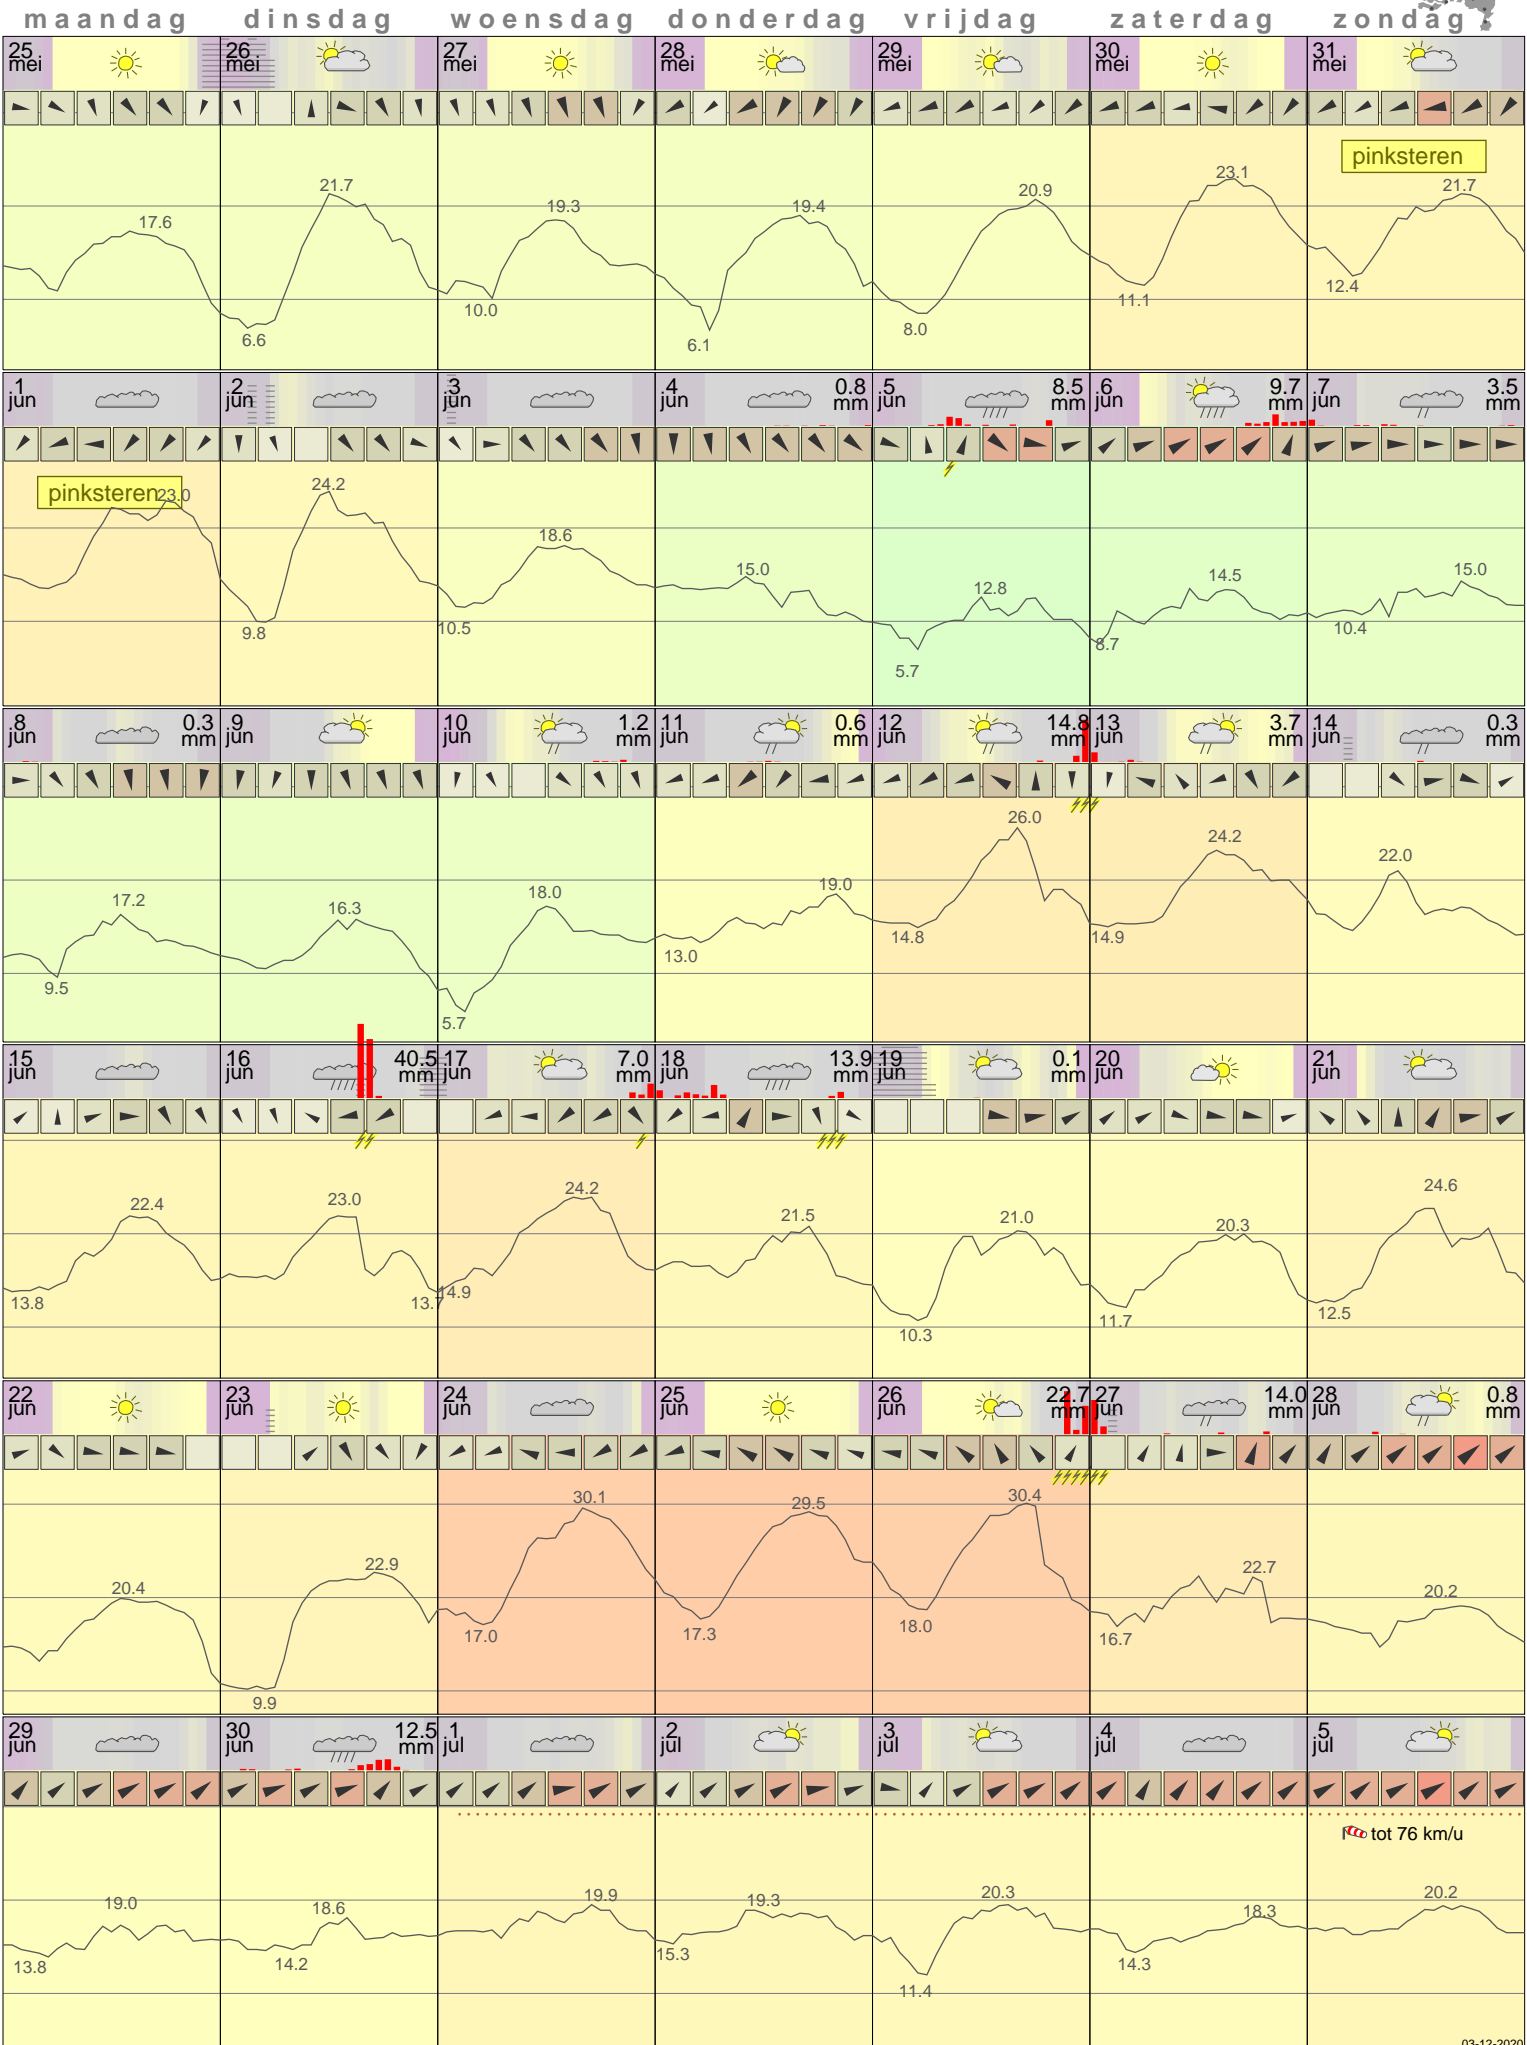 maandag dinsdag woensdag donderdag vrijdag zaterdag zondag
25 mei 26 mei 27 mei 28 mei 29 mei 30 mei 31 mei
pinksteren
17.6 21.7 19.3 19.4 20.9 23.1 21.7
6.6 10.0 6.1 8.0 11.1 12.4
1 jun 2 jun 3 jun 4 jun 0.8 mm 5 jun 8.5 mm 6 jun 9.7 mm 7 jun 3.5 mm
pinksteren
23.0 24.2 18.6 15.0 12.8 14.5 15.0
9.8 10.5 5.7 8.7 10.4
8 jun 0.3 mm 9 jun 10 jun 1.2 mm 11 jun 0.6 mm 12 jun 14.8 mm 13 jun 3.7 mm 14 jun 0.3 mm
17.2 16.3 18.0 19.0 26.0 24.2 22.0
9.5 5.7 13.0 14.8 14.9
15 jun 16 jun 40.5 mm 17 jun 7.0 mm 18 jun 13.9 mm 19 jun 0.1 mm 20 jun 21 jun
22.4 23.0 24.2 21.5 21.0 20.3 24.6
13.8 13.7 14.9 10.3 11.7 12.5
22 jun 23 jun 24 jun 25 jun 26 jun 22.7 mm 27 jun 14.0 mm 28 jun 0.8 mm
20.4 22.9 30.1 29.5 30.4 22.7 20.2
9.9 17.0 17.3 18.0 16.7
29 jun 30 jun 12.5 mm 1 jul 2 jul 3 jul 4 jul 5 jul
tot 76 km/u
19.0 18.6 19.9 19.3 20.3 18.3 20.2
13.8 14.2 15.3 11.4 14.3
03-12-2020